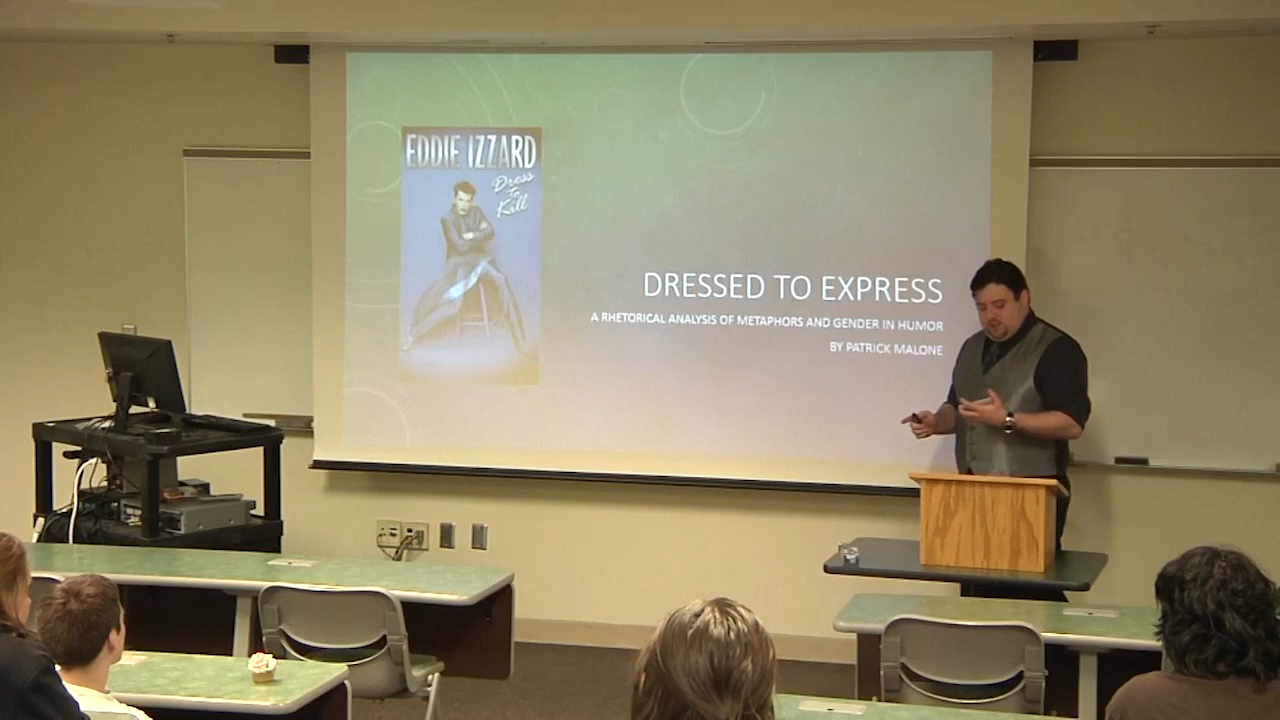 EDDIE IZZARD
Dress
to
Kill
DRESSED TO EXPRESS
A RHETORICAL ANALYSIS OF METAPHORS AND GENDER IN HUMOR
BY PATRICK MALONE